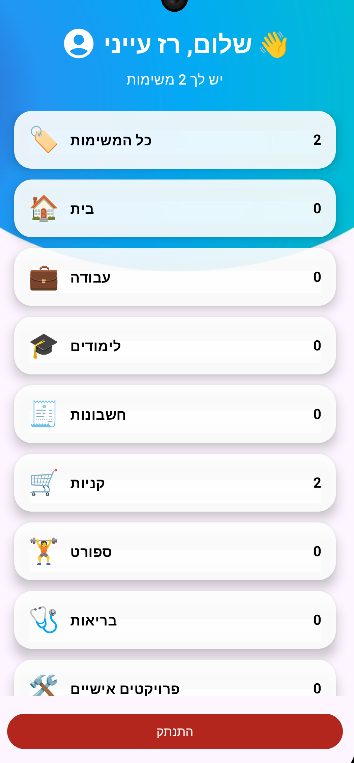 שלום, רז עייני 👋
יש לך 2 משימות
כל המשימות 2
בית 0
עבודה 0
לימודים 0
חשבונות 0
קניות 2
ספורט 0
בריאות 0
פרויקטים אישיים 0
התנתק